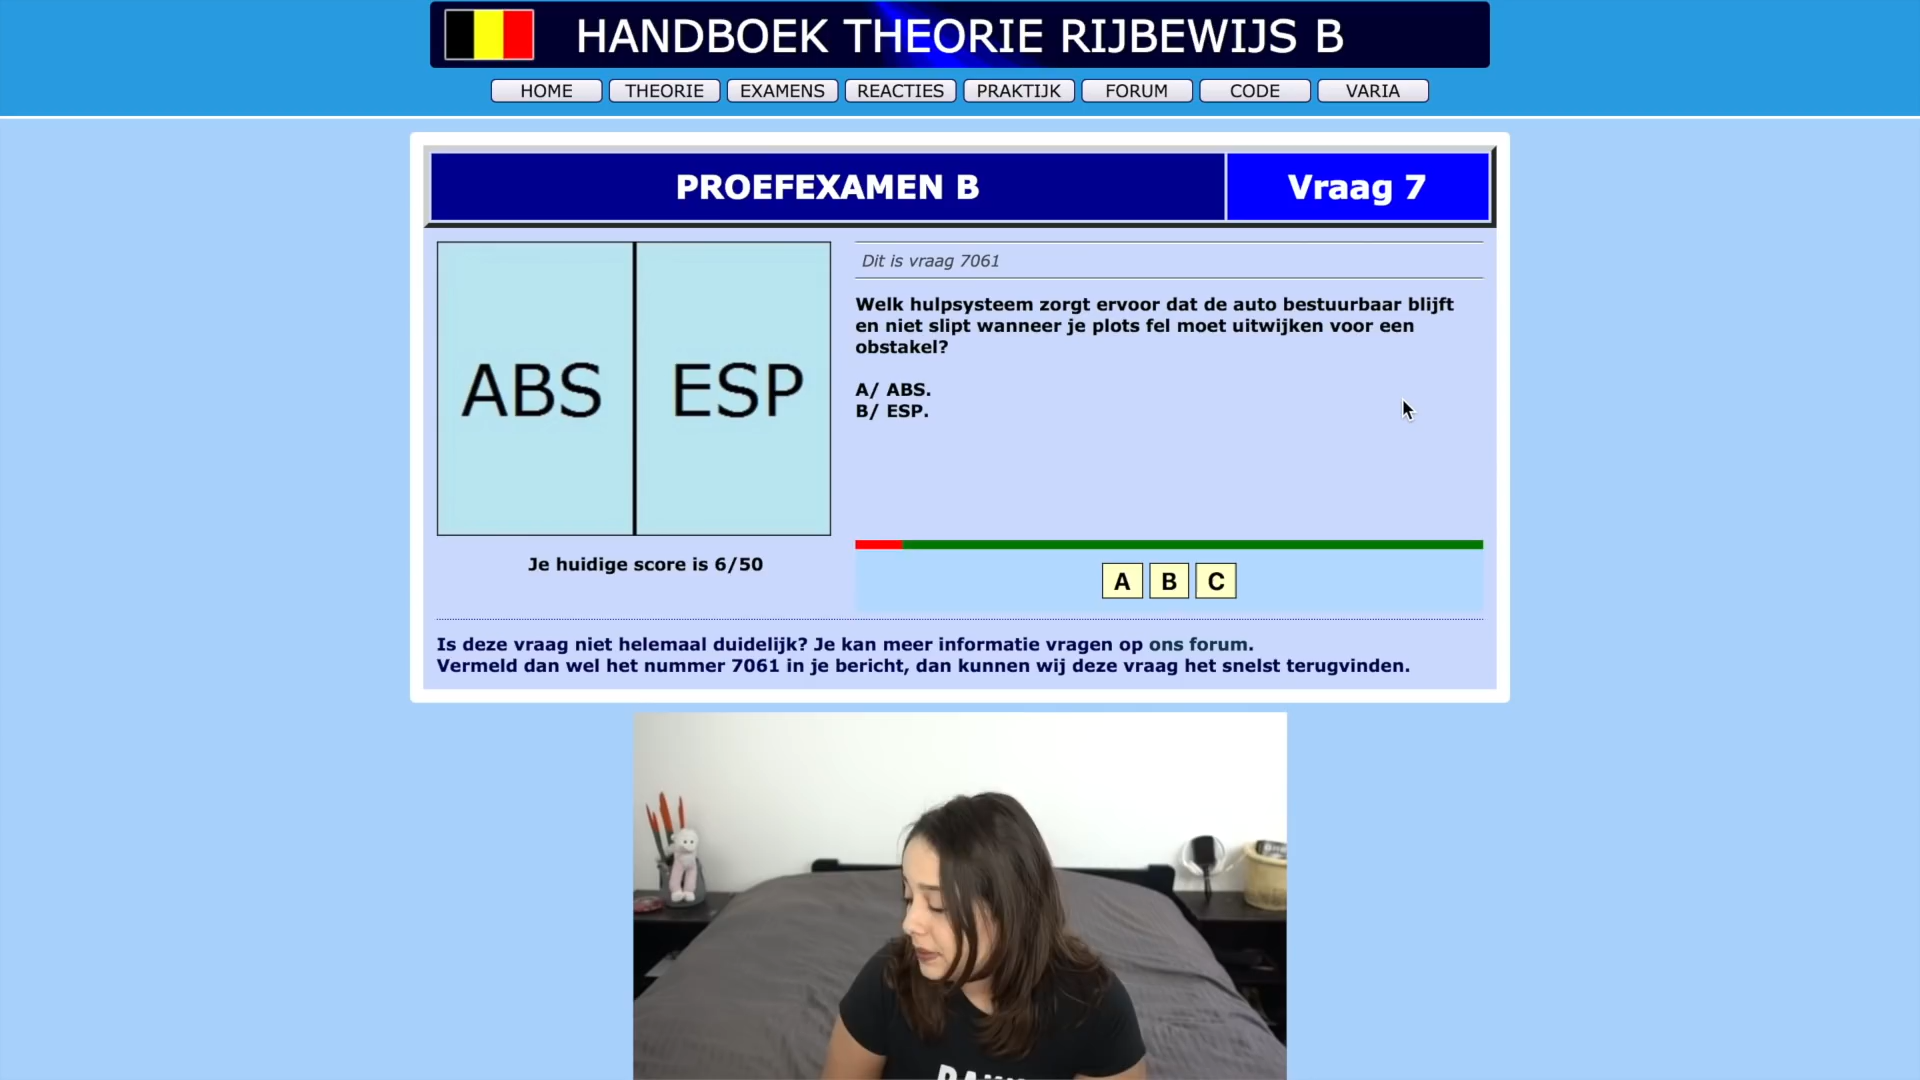 HANDBOEK THEORIE RIJBEWIJS B
HOME THEORIE EXAMENS REACTIES PRAKTIJK FORUM CODE VARIA
PROEFEXAMEN B
Vraag 7
ABS
ESP
Je huidige score is 6/50
Dit is vraag 7061
Welk hulpsysteem zorgt ervoor dat de auto bestuurbaar blijft
en niet slipt wanneer je plots fel moet uitwijken voor een
obstakel?
A/ ABS.
B/ ESP.
A B C
Is deze vraag niet helemaal duidelijk? Je kan meer informatie vragen op ons forum.
Vermeld dan wel het nummer 7061 in je bericht, dan kunnen wij deze vraag het snelst terugvinden.